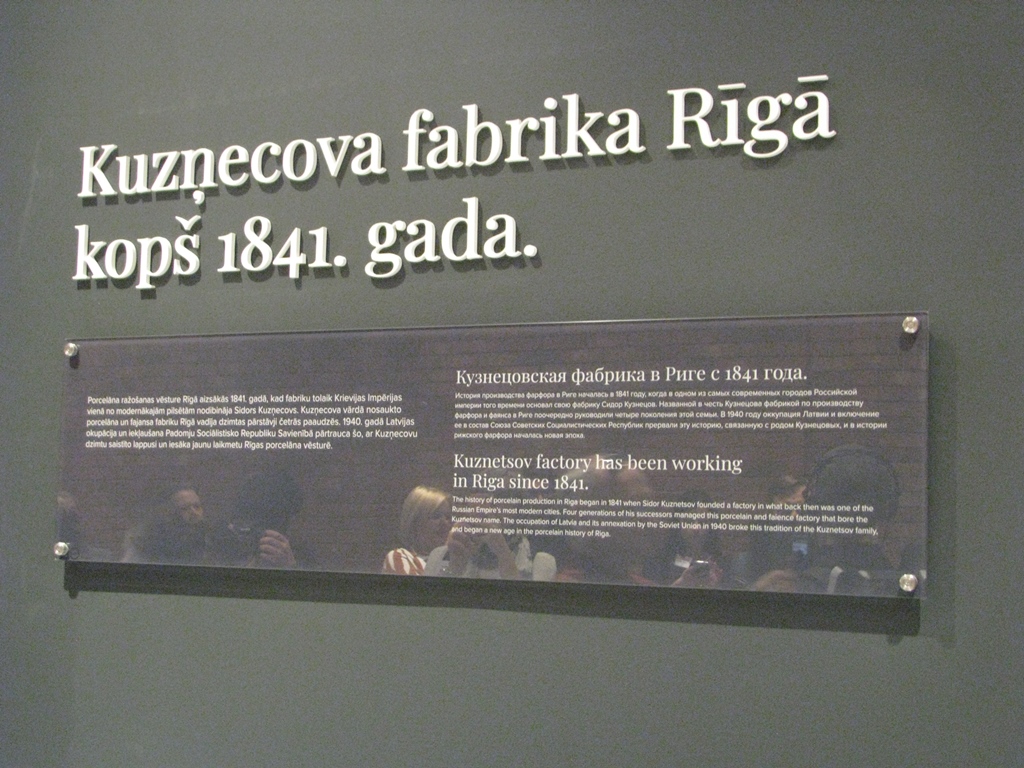 Kuzņecova fabrika Rīgā
kopš 1841. gada.
Porcelāna ražošanas vēsture Rīgā aizsākās 1841. gadā, kad fabriku tolaik Krievijas Impērijas
vienā no modernākajām pilsētām nodibināja Sidors Kuzņecovs. Kuzņecova vārdā nosaukto
porcelāna un fajansa fabriku Rīgā vadīja dzimtas pārstāvji četrās paaudzēs. 1940. gadā Latvijas
okupācija un iekļaušana Padomju Sociālistisko Republiku Savienībā pārtrauca šo, ar Kuzņecovu
dzimtu saistīto lappusi un iesāka jaunu laikmetu Rīgas porcelāna vēsturē.
Кузнецовская фабрика в Риге с 1841 года.
История производства фарфора в Риге началась в 1841 году, когда в одном из самых современных городов Российской
империи того времени основал свою фабрику Сидор Кузнецов. Названной в честь Кузнецова фабрикой по производству
фарфора и фаянса в Риге поочередно руководили четыре поколения этой семьи. В 1940 году оккупация Латвии и включение
ее в состав Союза Советских Социалистических Республик прервали эту историю, связанную с родом Кузнецовых, и в истории
рижского фарфора началась новая эпоха.
Kuznetsov factory has been working
in Riga since 1841.
The history of porcelain production in Riga began in 1841 when Sidor Kuznetsov founded a factory in what back then was one of the
Russian Empire's most modern cities. Four generations of his successors managed this porcelain and faience factory that bore the
Kuznetsov name. The occupation of Latvia and its annexation by the Soviet Union in 1940 broke this tradition of the Kuznetsov family,
and began a new age in the porcelain history of Riga.